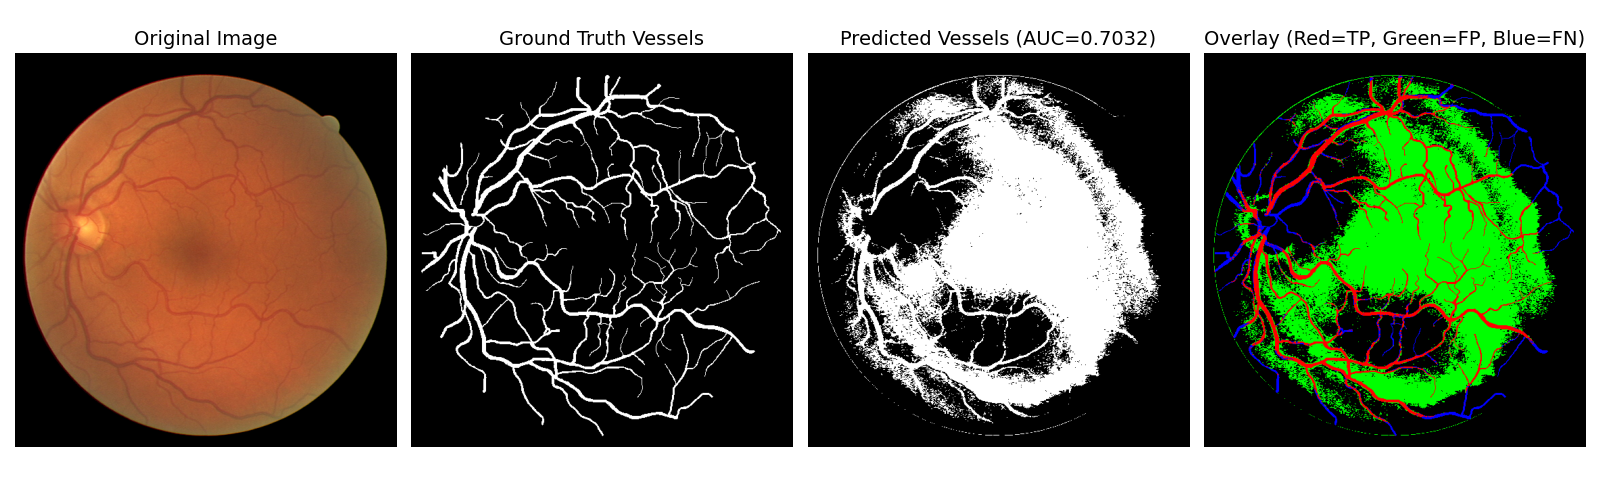 Original Image
Ground Truth Vessels
Predicted Vessels (AUC=0.7032)
Overlay (Red=TP, Green=FP, Blue=FN)